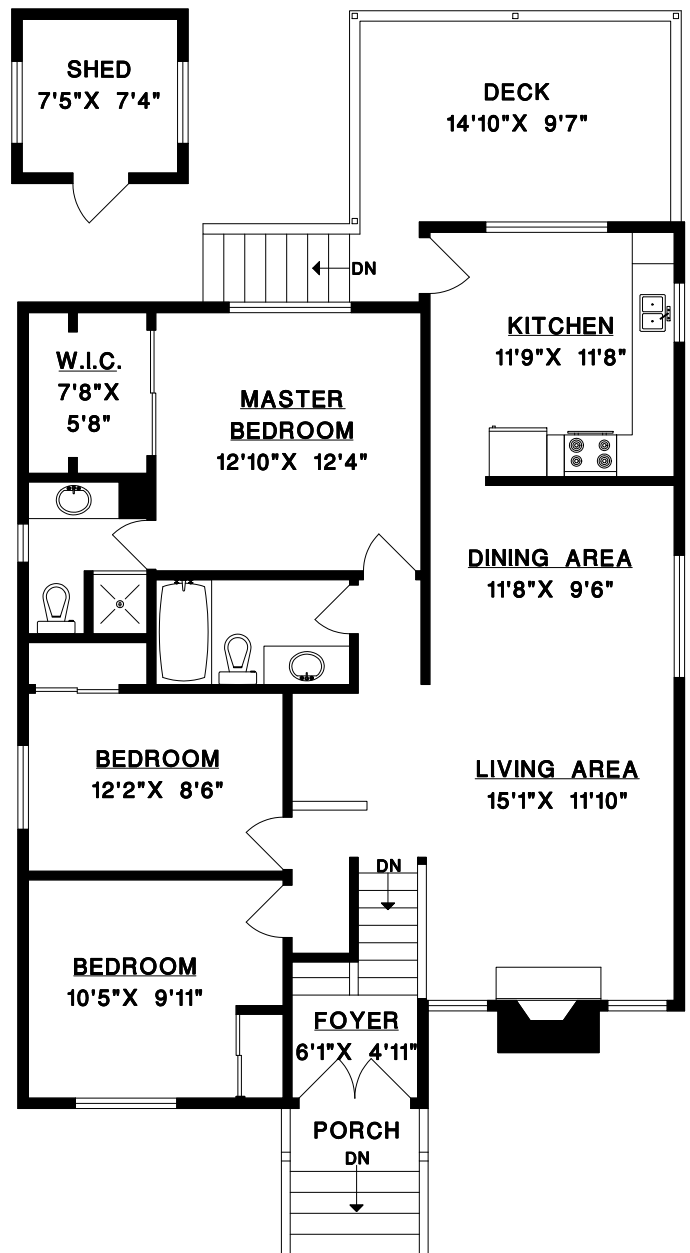 SHED
7'5"X 7'4"
DECK
14'10"X 9'7"
DN
KITCHEN
11'9"X 11'8"
W.I.C.
7'8"X
5'8"
MASTER
BEDROOM
12'10"X 12'4"
DINING AREA
11'8"X 9'6"
BEDROOM
12'2"X 8'6"
LIVING AREA
15'1"X 11'10"
DN
BEDROOM
10'5"X 9'11"
FOYER
6'1"X 4'11"
PORCH
DN